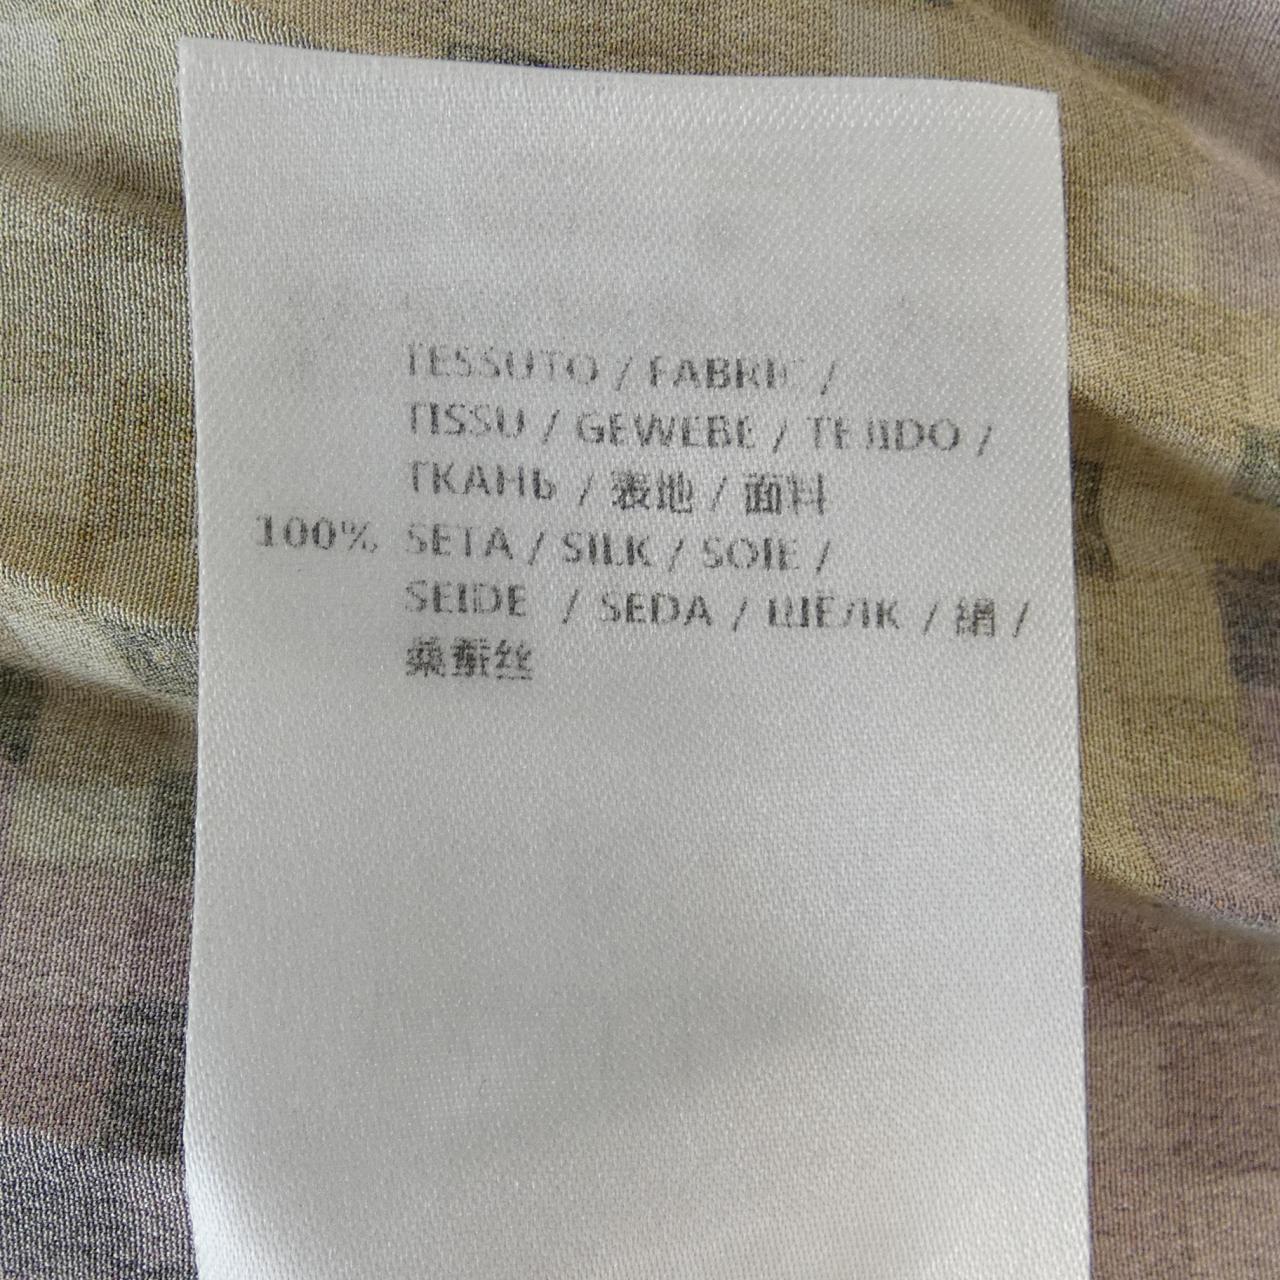 TESSUTO / FABRIC /
TISSU / GEWEBE / TEJIDO /
ТКАНЬ / 表地 / 面料
100% SETA / SILK / SOIE /
SEIDE / SEDA / ШЕЛК / 絹 /
桑蚕丝